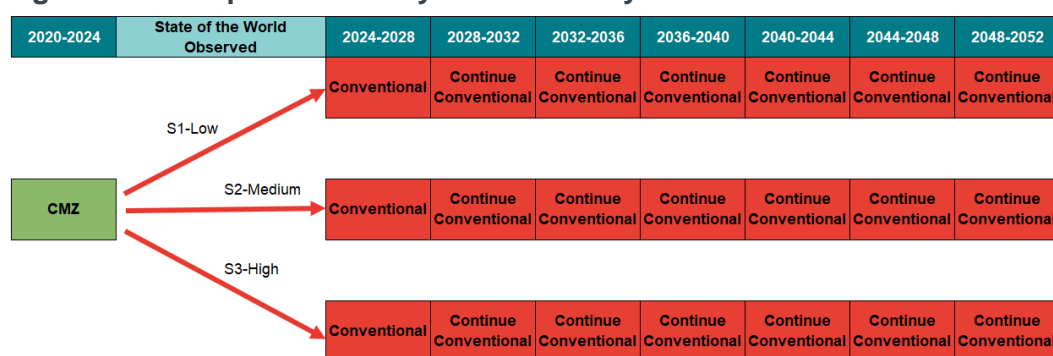 2020-2024
State of the World
Observed
2024-2028
2028-2032
2032-2036
2036-2040
2040-2044
2044-2048
2048-2052
Conventional
Continue
Conventional
Continue
Conventional
Continue
Conventional
Continue
Conventional
Continue
Conventional
Continue
Conventional
S1-Low
CMZ
S2-Medium
Conventional
Continue
Conventional
Continue
Conventional
Continue
Conventional
Continue
Conventional
Continue
Conventional
Continue
Conventional
S3-High
Conventional
Continue
Conventional
Continue
Conventional
Continue
Conventional
Continue
Conventional
Continue
Conventional
Continue
Conventional